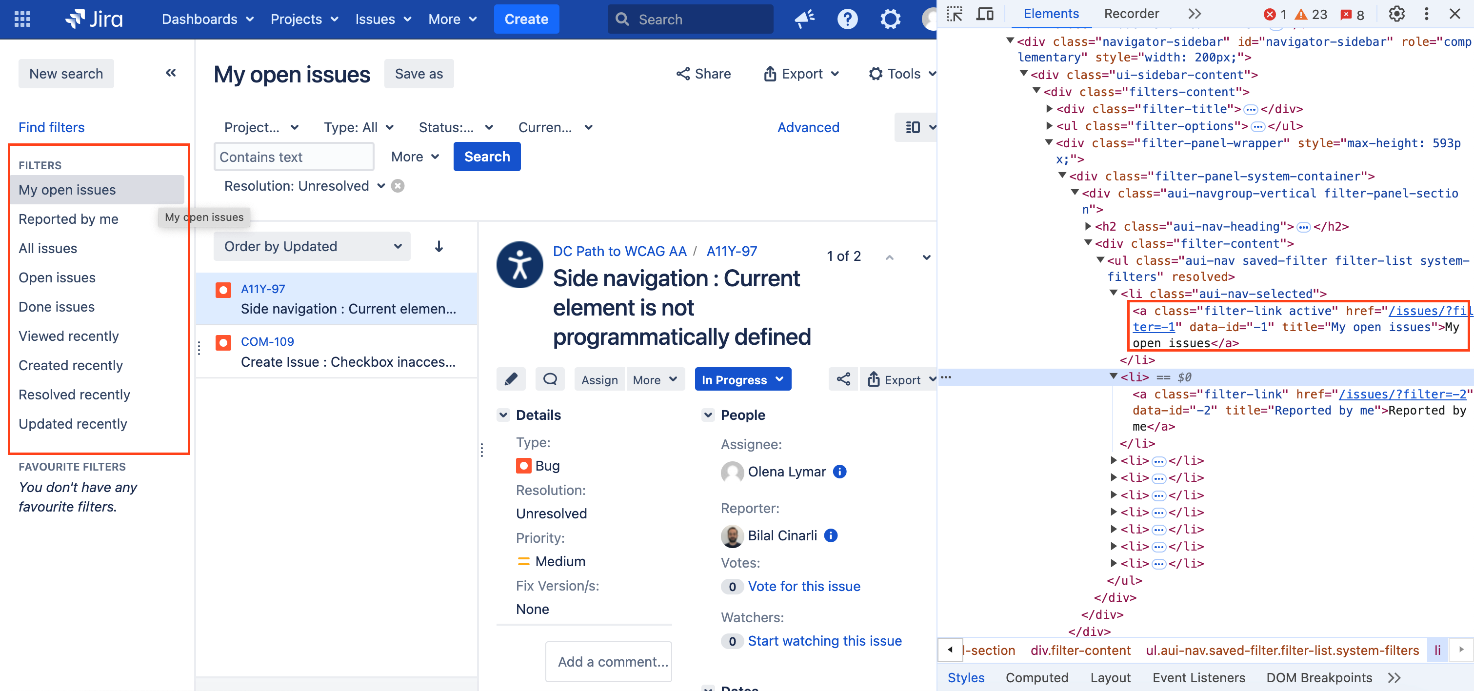 Jira
Dashboards
Projects
Issues
More
Create
Search
New search
«
Find filters
FILTERS
My open issues
Reported by me
My open issues
All issues
Open issues
Done issues
Viewed recently
Created recently
Resolved recently
Updated recently
FAVOURITE FILTERS
You don't have any
favourite filters.
My open issues
Save as
Share
Export
Tools
Project...
Type: All
Status:...
Curren...
Advanced
Contains text
More
Search
Resolution: Unresolved
Order by Updated
A11Y-97
Side navigation : Current elemen...
COM-109
Create Issue : Checkbox inacces...
DC Path to WCAG AA / A11Y-97
1 of 2
Side navigation : Current
element is not
programmatically defined
Assign
More
In Progress
Export
Details
Type:
Bug
Resolution:
Unresolved
Priority:
Medium
Fix Version/s:
None
People
Assignee:
Olena Lymar
Reporter:
Bilal Cinarli
Votes:
0 Vote for this issue
Watchers:
0 Start watching this issue
Add a comment...
Elements
Recorder
1
23
8
<div class="navigator-sidebar" id="navigator-sidebar" role="comp
lementary" style="width: 200px;">
<div class="ui-sidebar-content">
<div class="filters-content">
<div class="filter-title">…</div>
<ul class="filter-options">…</ul>
<div class="filter-panel-wrapper" style="max-height: 593p
x;">
<div class="filter-panel-system-container">
<div class="aui-navgroup-vertical filter-panel-sectio
n">
<h2 class="aui-nav-heading">…</h2>
<div class="filter-content">
<ul class="aui-nav saved-filter filter-list system-
filters" resolved>
<li class="aui-nav-selected">
<a class="filter-link active" href="/issues/?fil
ter=-1" data-id="-1" title="My open issues">My
open issues</a>
</li>
<li> == $0
<a class="filter-link" href="/issues/?filter=-2"
data-id="-2" title="Reported by me">Reported by
me</a>
</li>
<li>…</li>
<li>…</li>
<li>…</li>
<li>…</li>
<li>…</li>
<li>…</li>
<li>…</li>
</ul>
</div>
</div>
</div>
l-section
div.filter-content
ul.aui-nav.saved-filter.filter-list.system-filters
li
Styles
Computed
Layout
Event Listeners
DOM Breakpoints